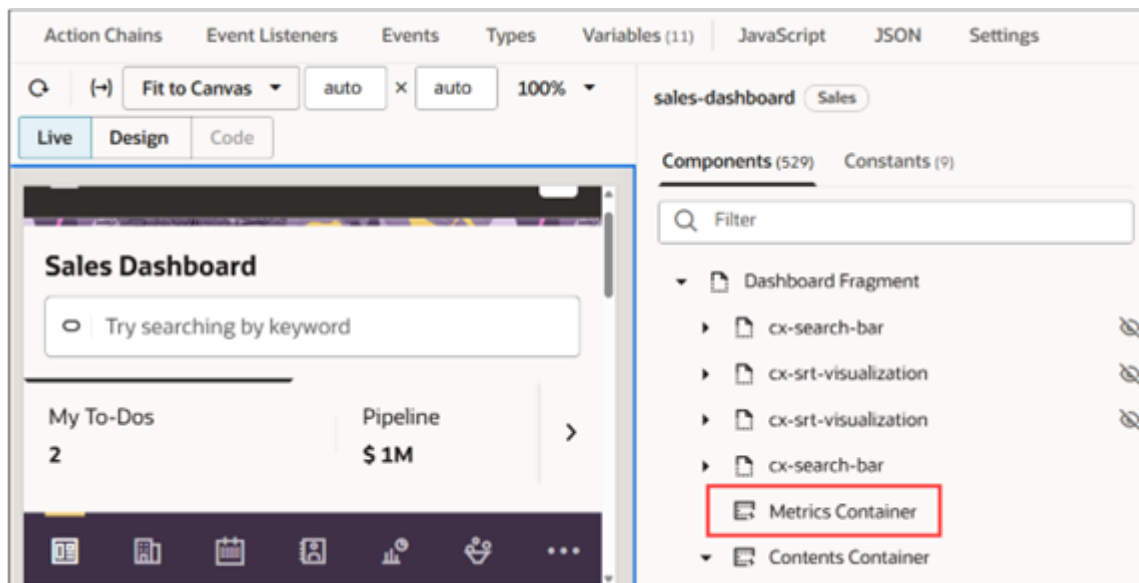 Action Chains Event Listeners Events Types Variables (11) JavaScript JSON Settings
Fit to Canvas auto × auto 100%
Live Design Code
Sales Dashboard
Try searching by keyword
My To-Dos Pipeline
2 $ 1M
sales-dashboard Sales
Components (529) Constants (9)
Filter
Dashboard Fragment
cx-search-bar
cx-srt-visualization
cx-srt-visualization
cx-search-bar
Metrics Container
Contents Container